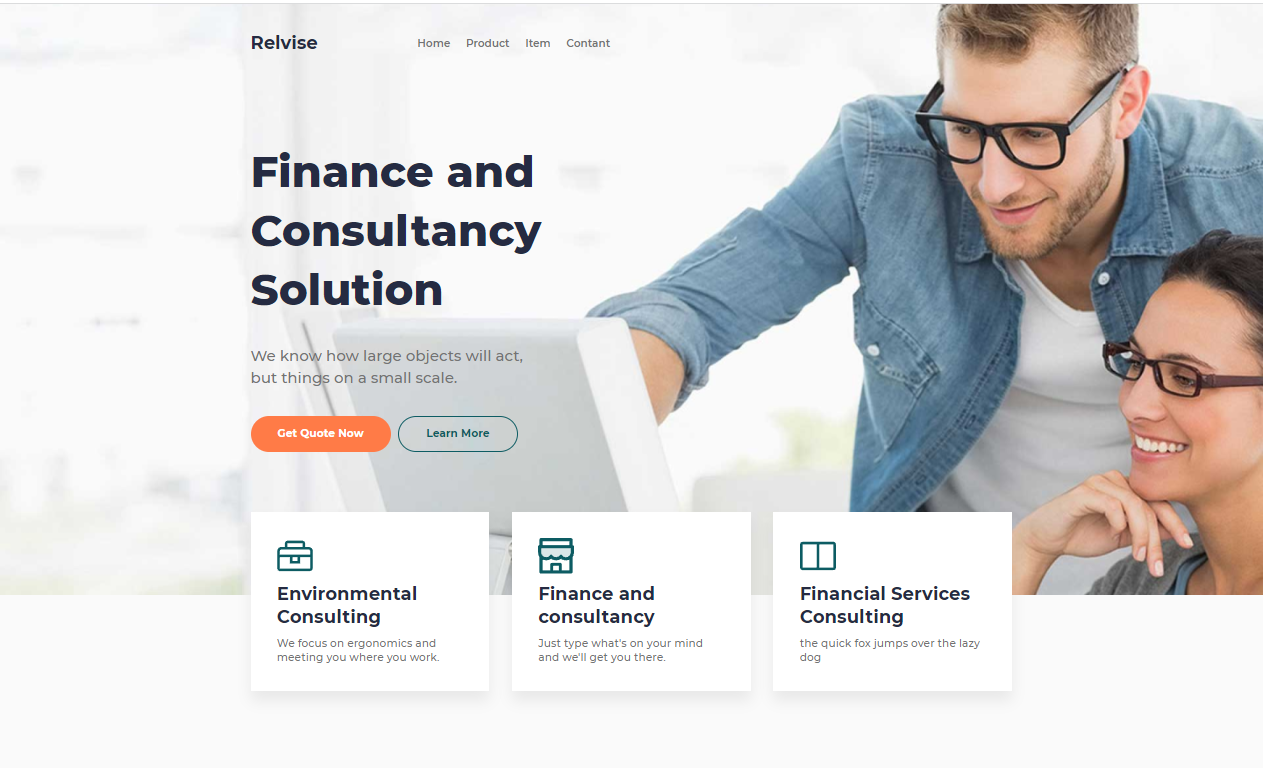 Relvise
Home Product Item Contant
Finance and
Consultancy
Solution
We know how large objects will act,
but things on a small scale.
Get Quote Now
Learn More
Environmental
Consulting
We focus on ergonomics and
meeting you where you work.
Finance and
consultancy
Just type what's on your mind
and we'll get you there.
Financial Services
Consulting
the quick fox jumps over the lazy
dog